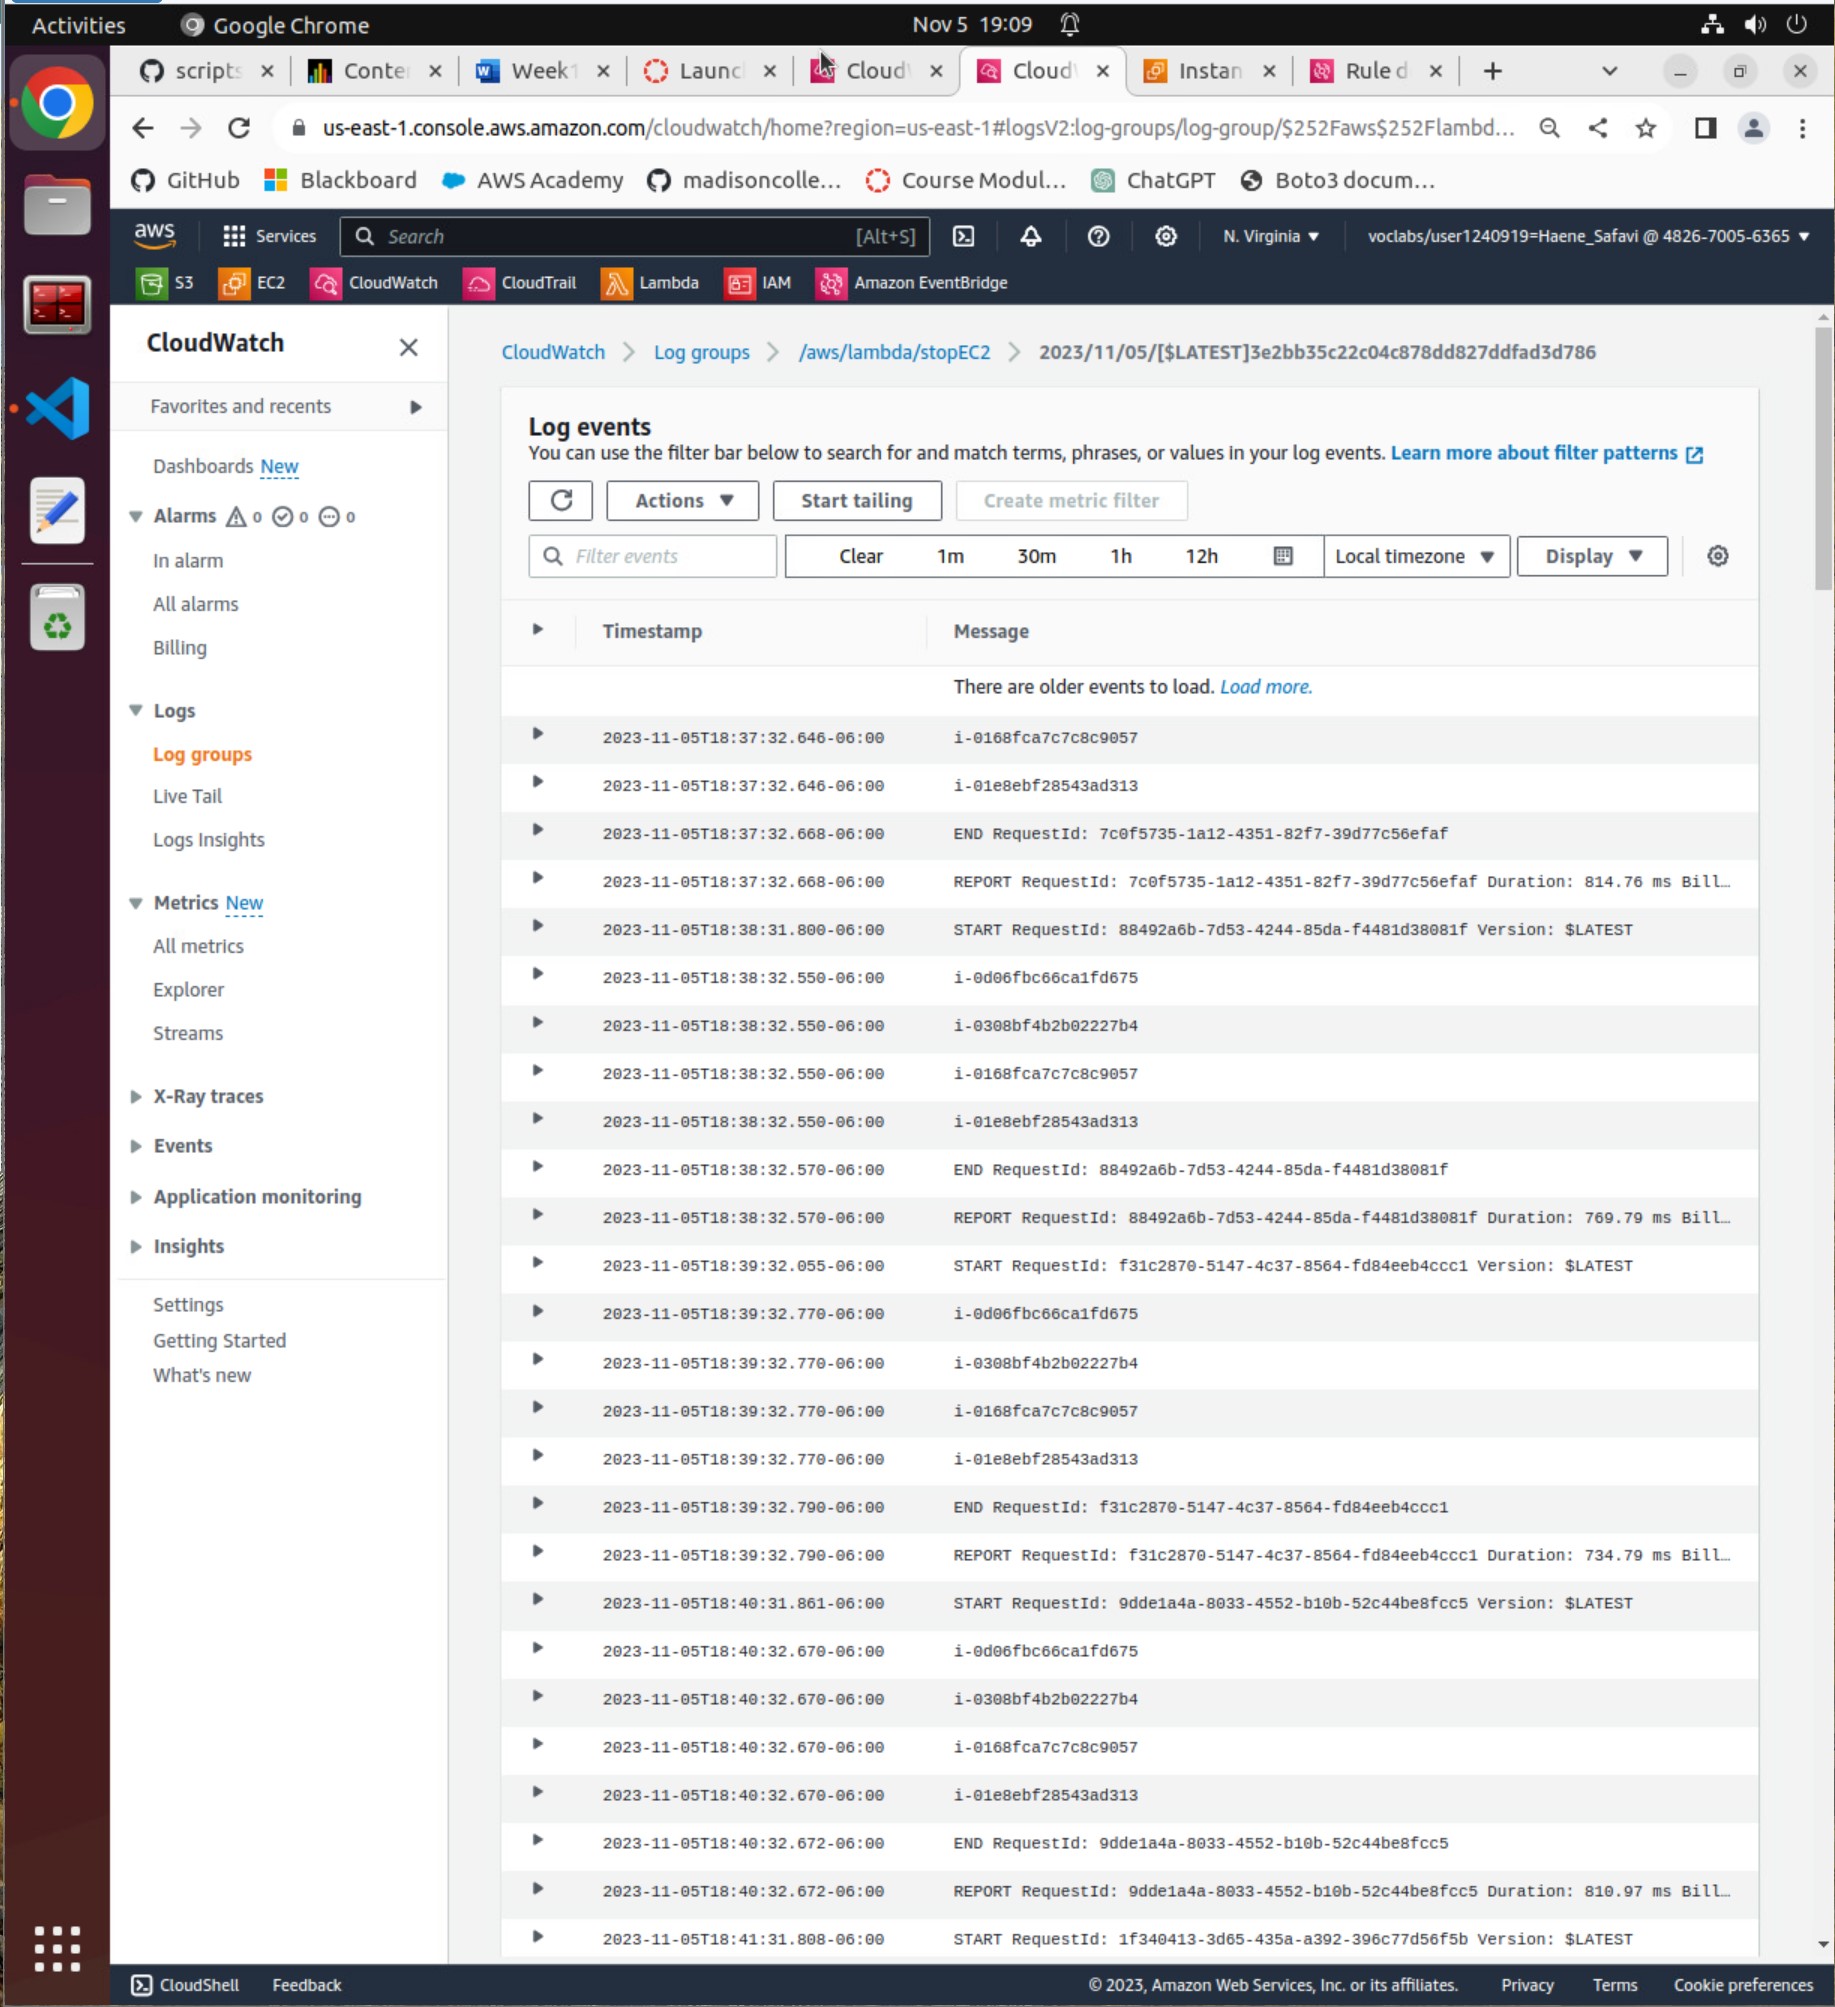 Activities Google Chrome Nov 5 19:09
scripts Conte Week1 Launc Cloud Cloud Instan Rule d
us-east-1.console.aws.amazon.com/cloudwatch/home?region=us-east-1#logsV2:log-groups/log-group/$252Faws$252Flambd...
GitHub Blackboard AWS Academy madisoncolle... Course Modul... ChatGPT Boto3 docum...
aws Services Search [Alt+S] N. Virginia voclabs/user1240919=Haene_Safavi @ 4826-7005-6365
S3 EC2 CloudWatch CloudTrail Lambda IAM Amazon EventBridge
CloudWatch
Favorites and recents
Dashboards New
Alarms 0 0 0
In alarm
All alarms
Billing
Logs
Log groups
Live Tail
Logs Insights
Metrics New
All metrics
Explorer
Streams
X-Ray traces
Events
Application monitoring
Insights
Settings
Getting Started
What's new
CloudWatch Log groups /aws/lambda/stopEC2 2023/11/05/[$LATEST]3e2bb35c22c04c878dd827ddfad3d786
Log events
You can use the filter bar below to search for and match terms, phrases, or values in your log events. Learn more about filter patterns
Actions Start tailing Create metric filter
Filter events Clear 1m 30m 1h 12h Local timezone Display
Timestamp Message
There are older events to load. Load more.
2023-11-05T18:37:32.646-06:00 i-0168fca7c7c8c9057
2023-11-05T18:37:32.646-06:00 i-01e8ebf28543ad313
2023-11-05T18:37:32.668-06:00 END RequestId: 7c0f5735-1a12-4351-82f7-39d77c56efaf
2023-11-05T18:37:32.668-06:00 REPORT RequestId: 7c0f5735-1a12-4351-82f7-39d77c56efaf Duration: 814.76 ms Bill…
2023-11-05T18:38:31.800-06:00 START RequestId: 88492a6b-7d53-4244-85da-f4481d38081f Version: $LATEST
2023-11-05T18:38:32.550-06:00 i-0d06fbc66ca1fd675
2023-11-05T18:38:32.550-06:00 i-0308bf4b2b02227b4
2023-11-05T18:38:32.550-06:00 i-0168fca7c7c8c9057
2023-11-05T18:38:32.550-06:00 i-01e8ebf28543ad313
2023-11-05T18:38:32.570-06:00 END RequestId: 88492a6b-7d53-4244-85da-f4481d38081f
2023-11-05T18:38:32.570-06:00 REPORT RequestId: 88492a6b-7d53-4244-85da-f4481d38081f Duration: 769.79 ms Bill…
2023-11-05T18:39:32.055-06:00 START RequestId: f31c2870-5147-4c37-8564-fd84eeb4ccc1 Version: $LATEST
2023-11-05T18:39:32.770-06:00 i-0d06fbc66ca1fd675
2023-11-05T18:39:32.770-06:00 i-0308bf4b2b02227b4
2023-11-05T18:39:32.770-06:00 i-0168fca7c7c8c9057
2023-11-05T18:39:32.770-06:00 i-01e8ebf28543ad313
2023-11-05T18:39:32.790-06:00 END RequestId: f31c2870-5147-4c37-8564-fd84eeb4ccc1
2023-11-05T18:39:32.790-06:00 REPORT RequestId: f31c2870-5147-4c37-8564-fd84eeb4ccc1 Duration: 734.79 ms Bill…
2023-11-05T18:40:31.861-06:00 START RequestId: 9dde1a4a-8033-4552-b10b-52c44be8fcc5 Version: $LATEST
2023-11-05T18:40:32.670-06:00 i-0d06fbc66ca1fd675
2023-11-05T18:40:32.670-06:00 i-0308bf4b2b02227b4
2023-11-05T18:40:32.670-06:00 i-0168fca7c7c8c9057
2023-11-05T18:40:32.670-06:00 i-01e8ebf28543ad313
2023-11-05T18:40:32.672-06:00 END RequestId: 9dde1a4a-8033-4552-b10b-52c44be8fcc5
2023-11-05T18:40:32.672-06:00 REPORT RequestId: 9dde1a4a-8033-4552-b10b-52c44be8fcc5 Duration: 810.97 ms Bill…
2023-11-05T18:41:31.808-06:00 START RequestId: 1f340413-3d65-435a-a392-396c77d56f5b Version: $LATEST
CloudShell Feedback © 2023, Amazon Web Services, Inc. or its affiliates. Privacy Terms Cookie preferences